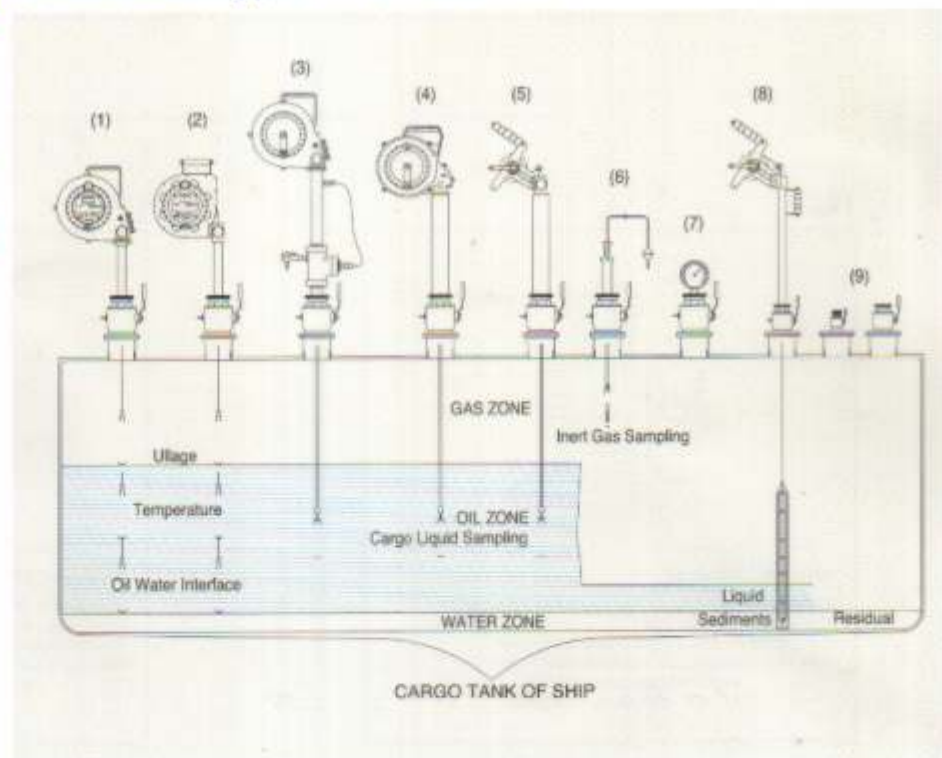 (1)
(2)
(3)
(4)
(5)
(6)
(7)
(8)
(9)
GAS ZONE
Inert Gas Sampling
Ullage
Temperature
OIL ZONE
Cargo Liquid Sampling
Oil Water Interface
Liquid
WATER ZONE
Sediments
Residual
CARGO TANK OF SHIP